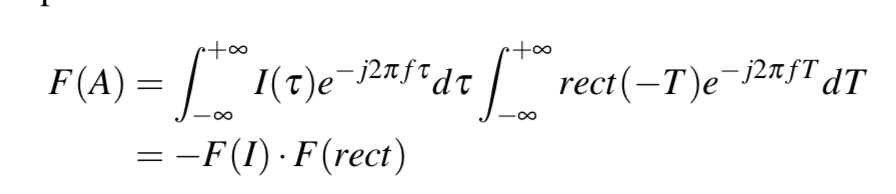 F(A) = ∫_{−∞}^{+∞} I(τ)e^{−j2πfτ}dτ ∫_{−∞}^{+∞} rect(−T)e^{−j2πfT}dT
= −F(I) · F(rect)